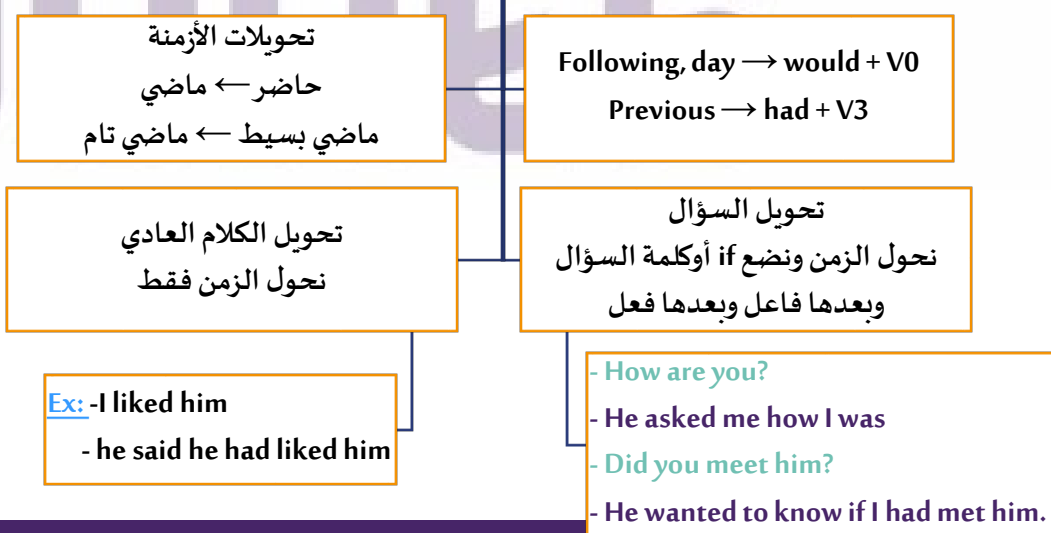 تحويلات الأزمنة
حاضر ← ماضي
ماضي بسيط ← ماضي تام
Following, day → would + V0
Previous → had + V3
تحويل الكلام العادي
نحول الزمن فقط
تحويل السؤال
نحول الزمن ونضع if أوكلمة السؤال
وبعدها فاعل وبعدها فعل
Ex: -I liked him
- he said he had liked him
- How are you?
- He asked me how I was
- Did you meet him?
- He wanted to know if I had met him.